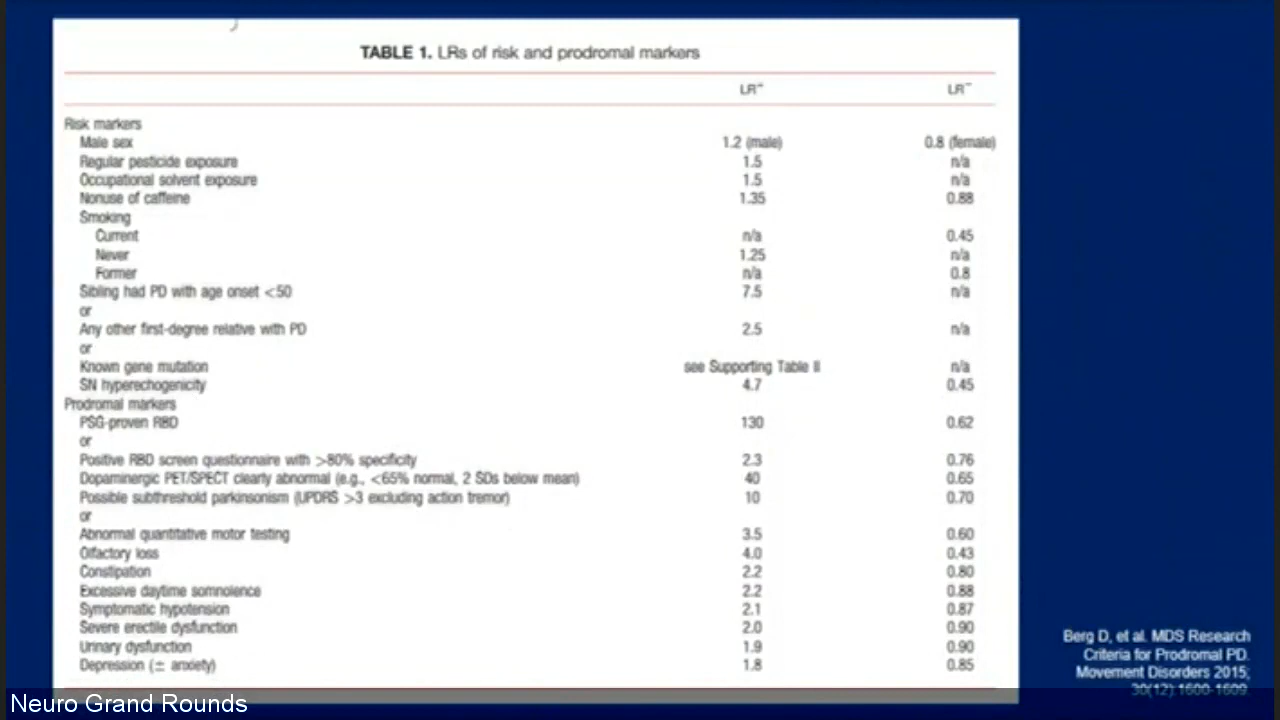 TABLE 1. LRs of risk and prodromal markers
LR+ LR−
Risk markers
Male sex 1.2 (male) 0.8 (female)
Regular pesticide exposure 1.5 n/a
Occupational solvent exposure 1.5 n/a
Nonuse of caffeine 1.35 0.88
Smoking
Current n/a 0.45
Never 1.25 n/a
Former n/a 0.8
Sibling had PD with age onset <50 7.5 n/a
or
Any other first-degree relative with PD 2.5 n/a
or
Known gene mutation see Supporting Table II n/a
SN hyperechogenicity 4.7 0.45
Prodromal markers
PSG-proven RBD 130 0.62
or
Positive RBD screen questionnaire with >80% specificity 2.3 0.76
Dopaminergic PET/SPECT clearly abnormal (e.g., <65% normal, 2 SDs below mean) 40 0.65
Possible subthreshold parkinsonism (UPDRS >3 excluding action tremor) 10 0.70
or
Abnormal quantitative motor testing 3.5 0.60
Olfactory loss 4.0 0.43
Constipation 2.2 0.80
Excessive daytime somnolence 2.2 0.88
Symptomatic hypotension 2.1 0.87
Severe erectile dysfunction 2.0 0.90
Urinary dysfunction 1.9 0.90
Depression (± anxiety) 1.8 0.85
Berg D, et al. MDS Research
Criteria for Prodromal PD.
Movement Disorders 2015;
30(12):1600-1609.
Neuro Grand Rounds